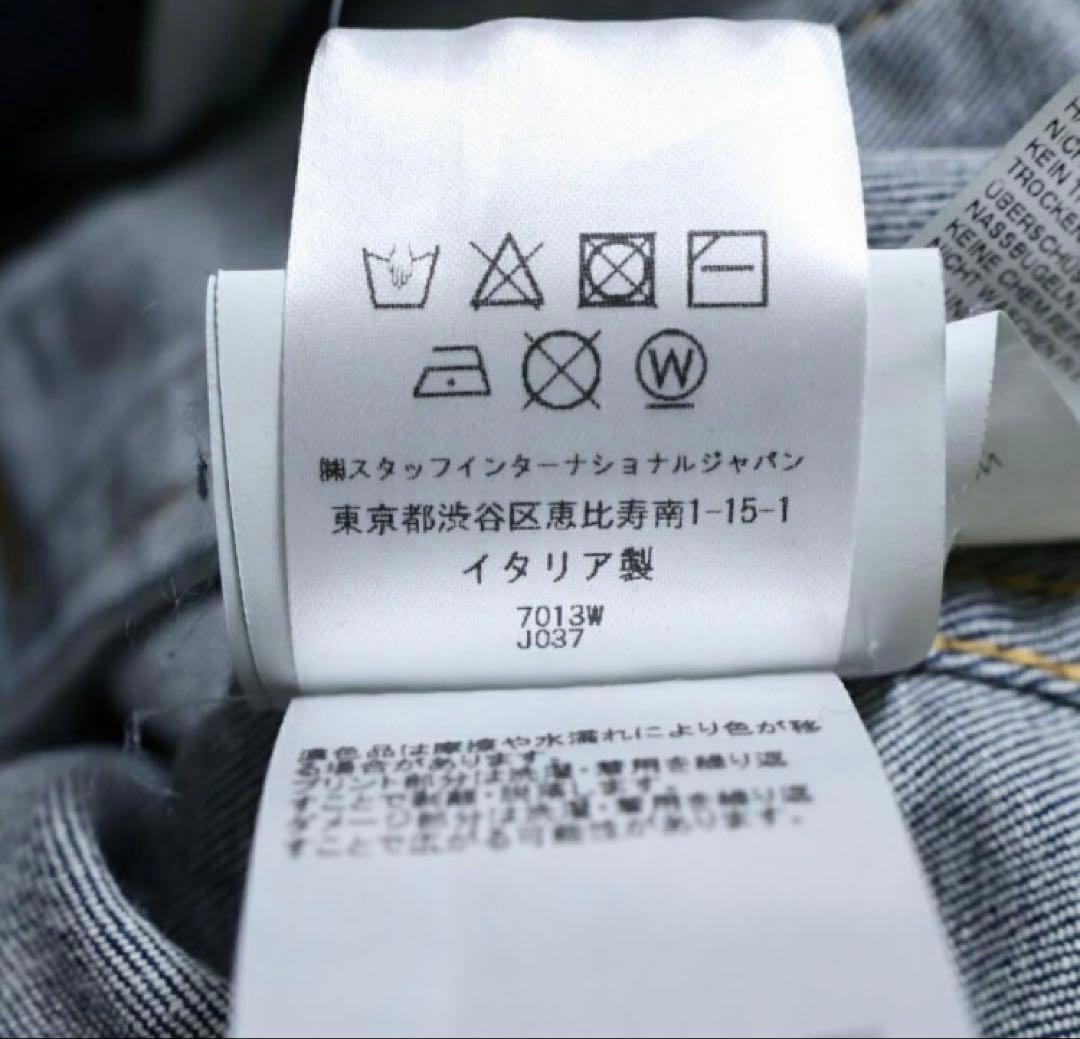 W
㈱スタッフインターナショナルジャパン
東京都渋谷区恵比寿南1-15-1
イタリア製
7013W
J037
濃色品は摩擦や水濡れにより色が移
る場合があります。
プリント部分は洗濯・着用を繰り返
すことで剥離・脱落します。
ダメージ部分は洗濯・着用を繰り返
すことで広がる可能性があります。
KEIN
NASSBÜGELN
KEINE CHEM